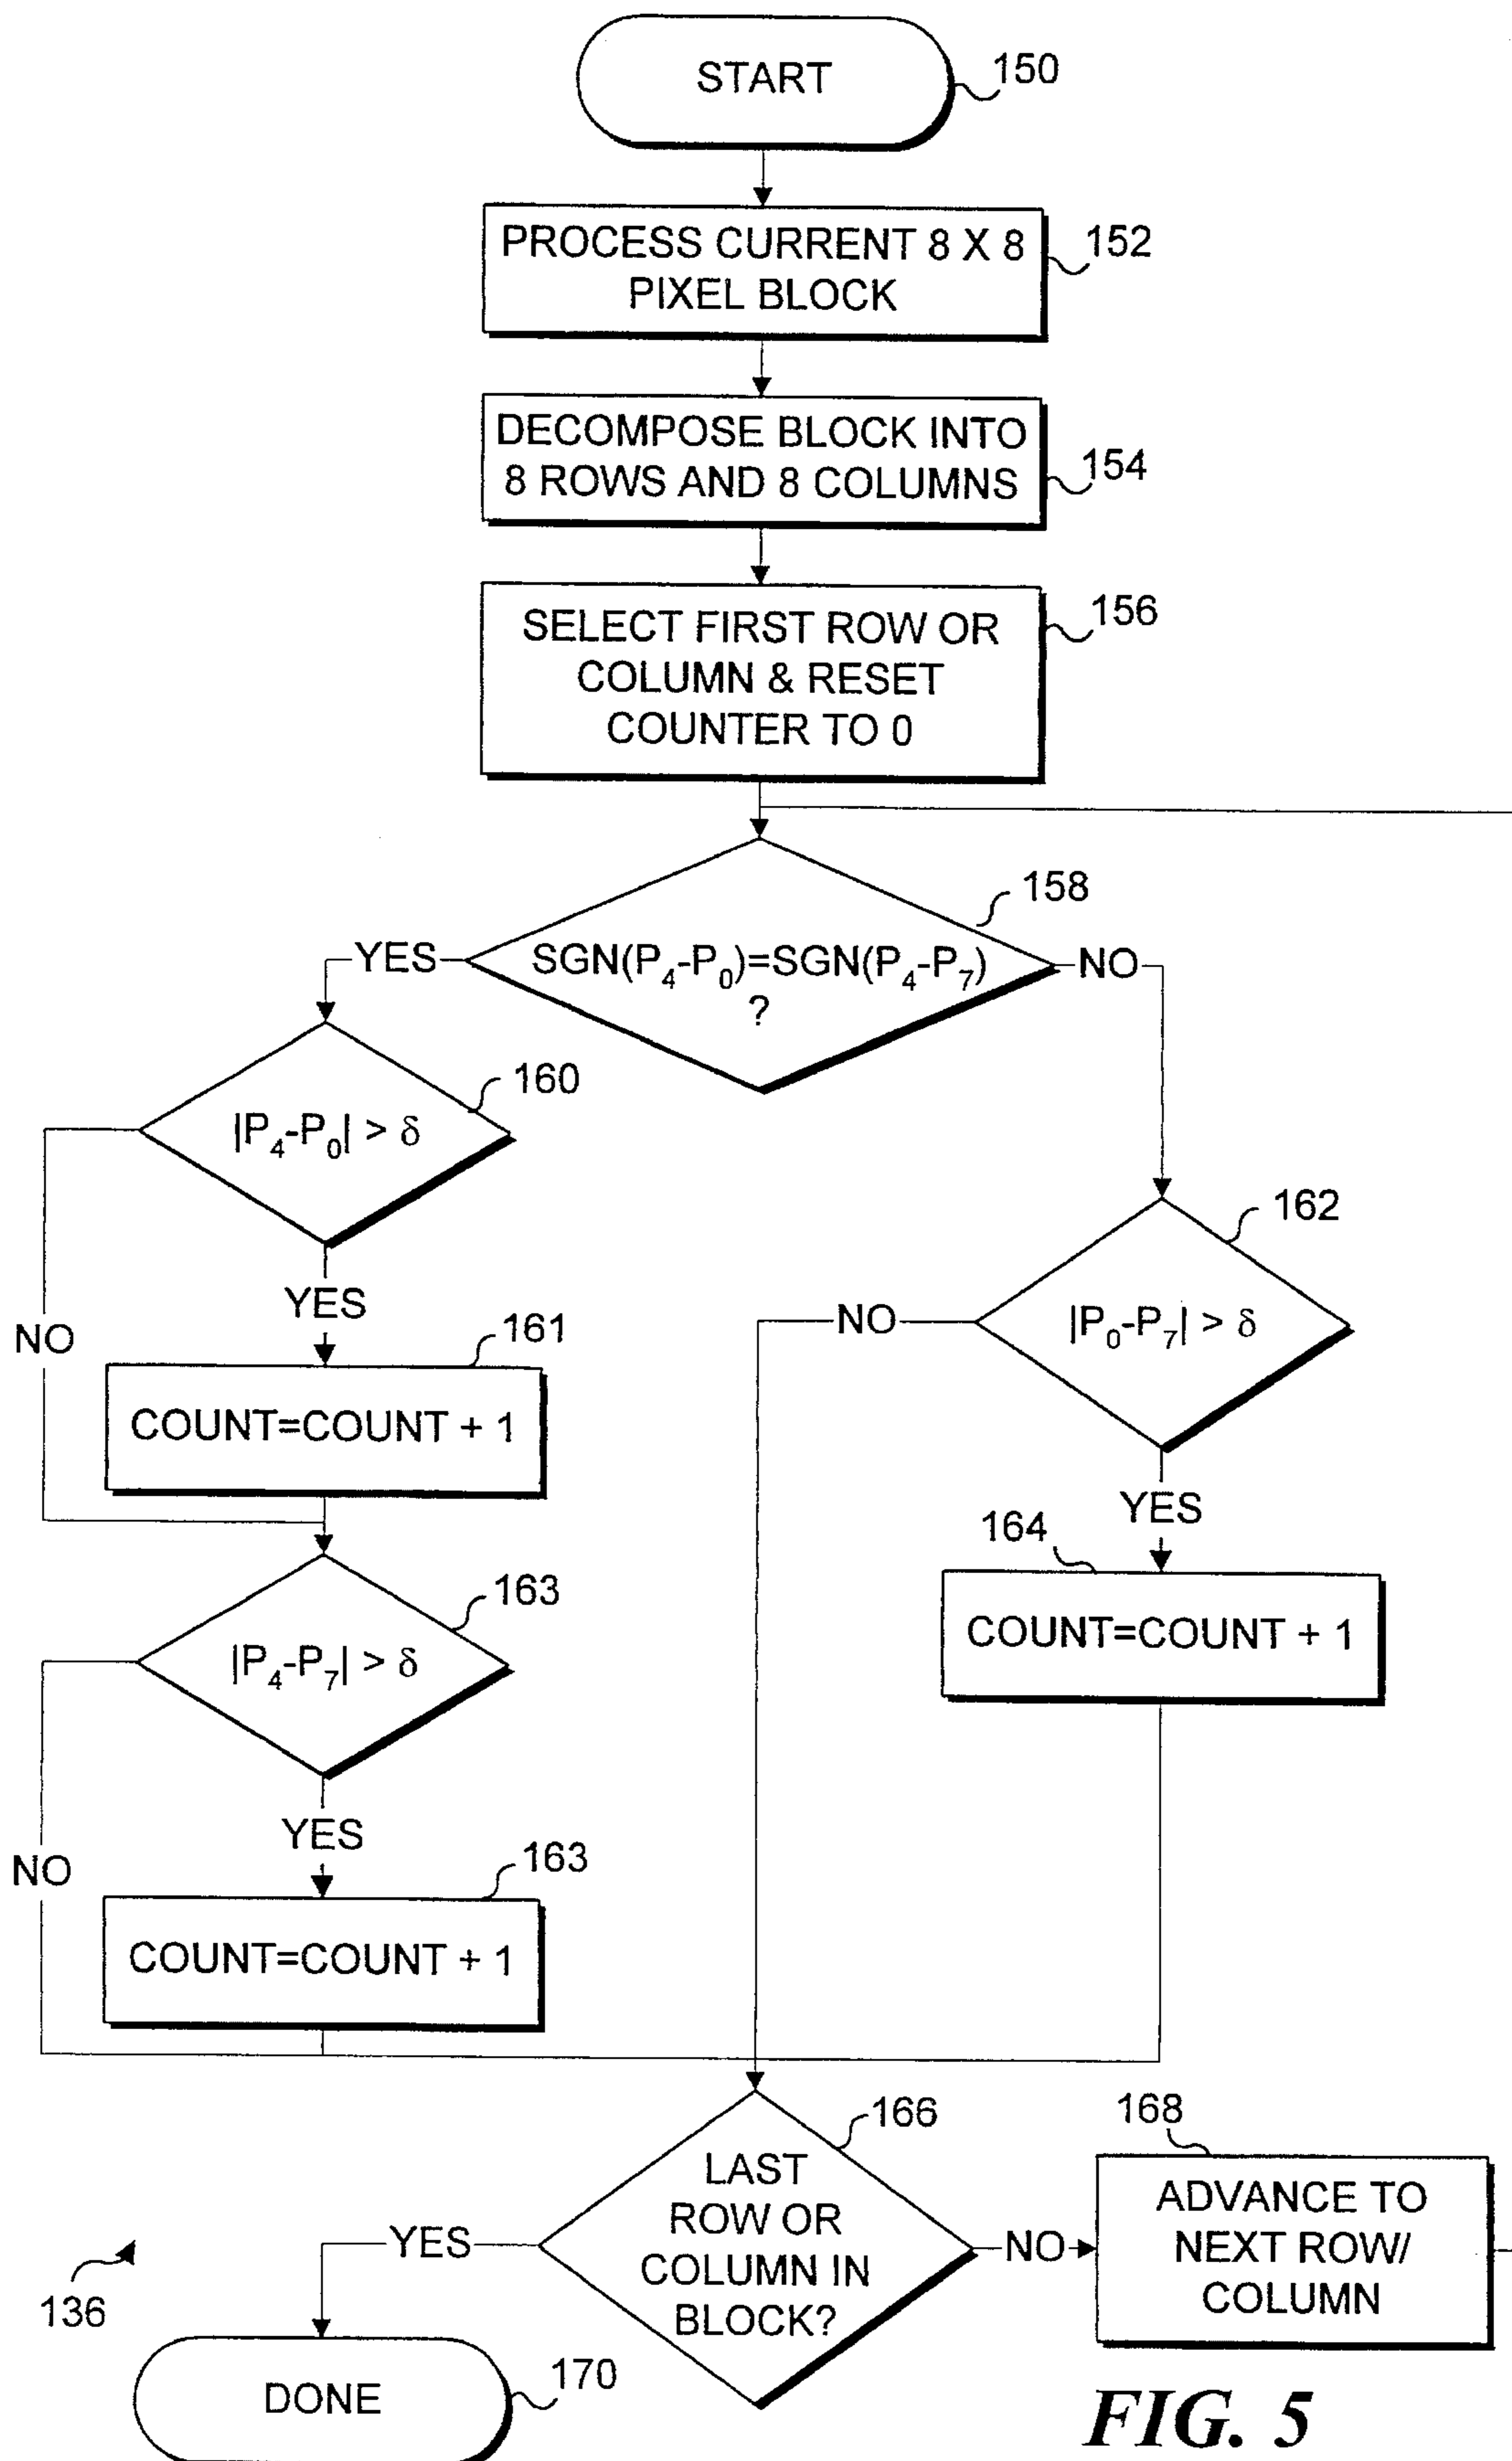 START
150
PROCESS CURRENT 8 X 8
PIXEL BLOCK
152
DECOMPOSE BLOCK INTO
8 ROWS AND 8 COLUMNS
154
SELECT FIRST ROW OR
COLUMN & RESET
COUNTER TO 0
156
158
YES
SGN(P₄-P₀)=SGN(P₄-P₇)
?
NO
160
|P₄-P₀| > δ
YES
NO
161
COUNT=COUNT + 1
162
|P₀-P₇| > δ
NO
YES
164
COUNT=COUNT + 1
163
|P₄-P₇| > δ
YES
NO
163
COUNT=COUNT + 1
166
LAST
ROW OR
COLUMN IN
BLOCK?
YES
NO
168
ADVANCE TO
NEXT ROW/
COLUMN
136
DONE
170
FIG. 5